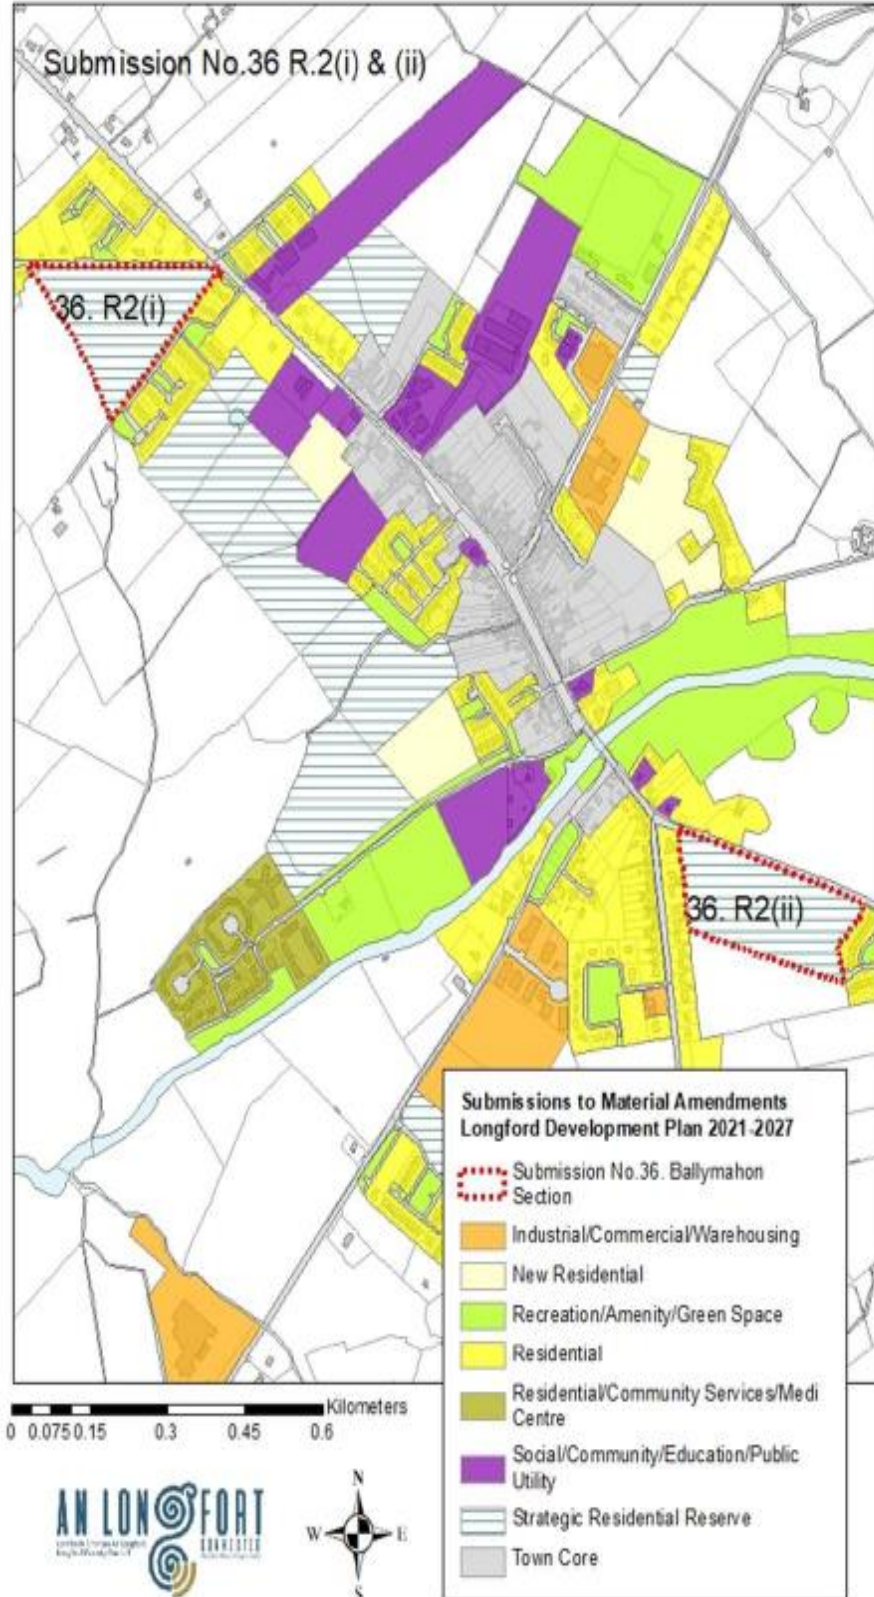 Submission No.36 R.2(i) & (ii)
36. R2(i)
36. R2(ii)
Submissions to Material Amendments
Longford Development Plan 2021-2027
Submission No.36. Ballymahon
Section
Industrial/Commercial/Warehousing
New Residential
Recreation/Amenity/Green Space
Residential
Residential/Community Services/Medi
Centre
Social/Community/Education/Public
Utility
Strategic Residential Reserve
Town Core
Kilometers
0 0.075 0.15 0.3 0.45 0.6
AN LONGFORT
CONNECTED
N
W E
S